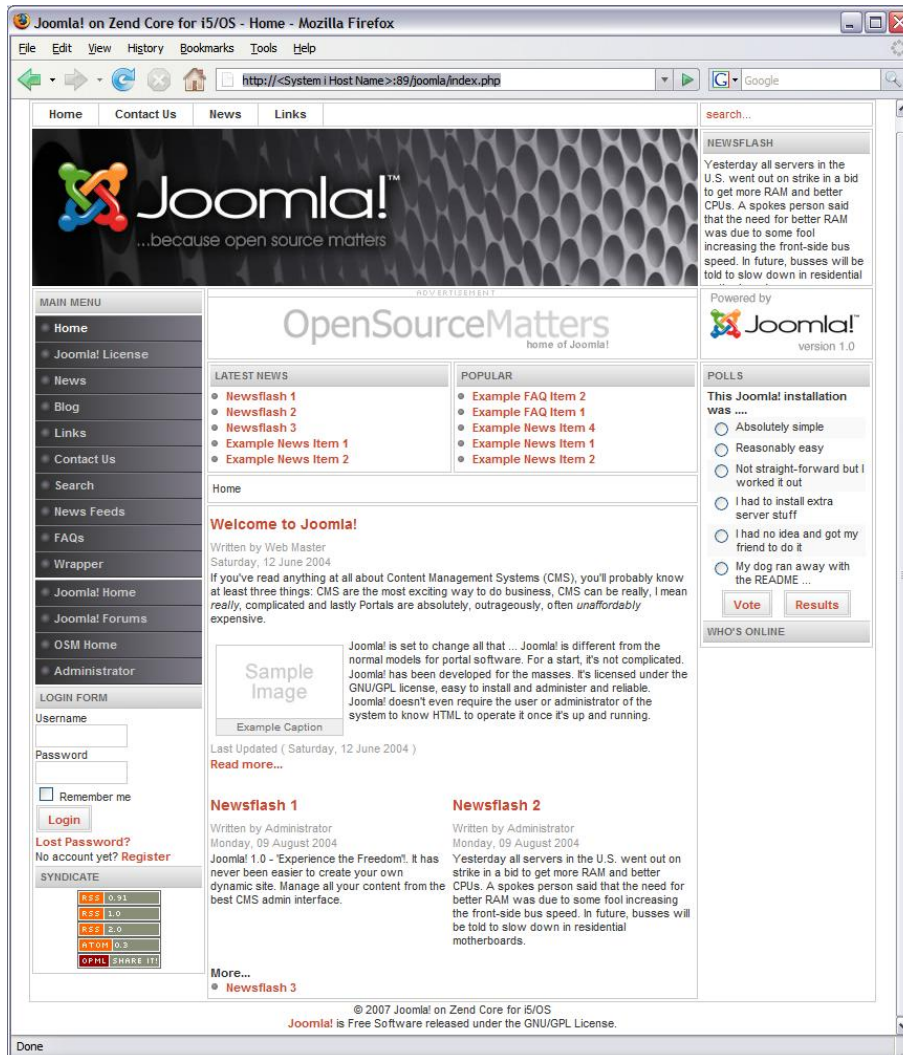 Joomla! on Zend Core for i5/OS - Home - Mozilla Firefox
File Edit View History Bookmarks Tools Help
http://<System i Host Name>:89/joomla/index.php
G Google
Home Contact Us News Links
search...
Joomla!™
...because open source matters
NEWSFLASH
Yesterday all servers in the
U.S. went out on strike in a bid
to get more RAM and better
CPUs. A spokes person said
that the need for better RAM
was due to some fool
increasing the front-side bus
speed. In future, busses will be
told to slow down in residential
MAIN MENU
Home
Joomla! License
News
Blog
Links
Contact Us
Search
News Feeds
FAQs
Wrapper
Joomla! Home
Joomla! Forums
OSM Home
Administrator
LOGIN FORM
Username
Password
Remember me
Login
Lost Password?
No account yet? Register
SYNDICATE
RSS 0.91
RSS 1.0
RSS 2.0
ATOM 0.3
OPML SHARE IT!
ADVERTISEMENT
OpenSourceMatters
home of Joomla!
LATEST NEWS
Newsflash 1
Newsflash 2
Newsflash 3
Example News Item 1
Example News Item 2
POPULAR
Example FAQ Item 2
Example FAQ Item 1
Example News Item 4
Example News Item 1
Example News Item 2
Home
Welcome to Joomla!
Written by Web Master
Saturday, 12 June 2004
If you've read anything at all about Content Management Systems (CMS), you'll probably know
at least three things: CMS are the most exciting way to do business, CMS can be really, I mean
really, complicated and lastly Portals are absolutely, outrageously, often unaffordably
expensive.
Sample
Image
Example Caption
Joomla! is set to change all that ... Joomla! is different from the
normal models for portal software. For a start, it's not complicated.
Joomla! has been developed for the masses. It's licensed under the
GNU/GPL license, easy to install and administer and reliable.
Joomla! doesn't even require the user or administrator of the
system to know HTML to operate it once it's up and running.
Last Updated ( Saturday, 12 June 2004 )
Read more...
Newsflash 1
Written by Administrator
Monday, 09 August 2004
Joomla! 1.0 - 'Experience the Freedom'!. It has
never been easier to create your own
dynamic site. Manage all your content from the
best CMS admin interface.
Newsflash 2
Written by Administrator
Monday, 09 August 2004
Yesterday all servers in the U.S. went out on
strike in a bid to get more RAM and better
CPUs. A spokes person said that the need for
better RAM was due to some fool increasing
the front-side bus speed. In future, busses will
be told to slow down in residential
motherboards.
More...
Newsflash 3
Powered by
Joomla!™
version 1.0
POLLS
This Joomla! installation
was ....
Absolutely simple
Reasonably easy
Not straight-forward but I
worked it out
I had to install extra
server stuff
I had no idea and got my
friend to do it
My dog ran away with
the README ...
Vote Results
WHO'S ONLINE
© 2007 Joomla! on Zend Core for i5/OS
Joomla! is Free Software released under the GNU/GPL License.
Done